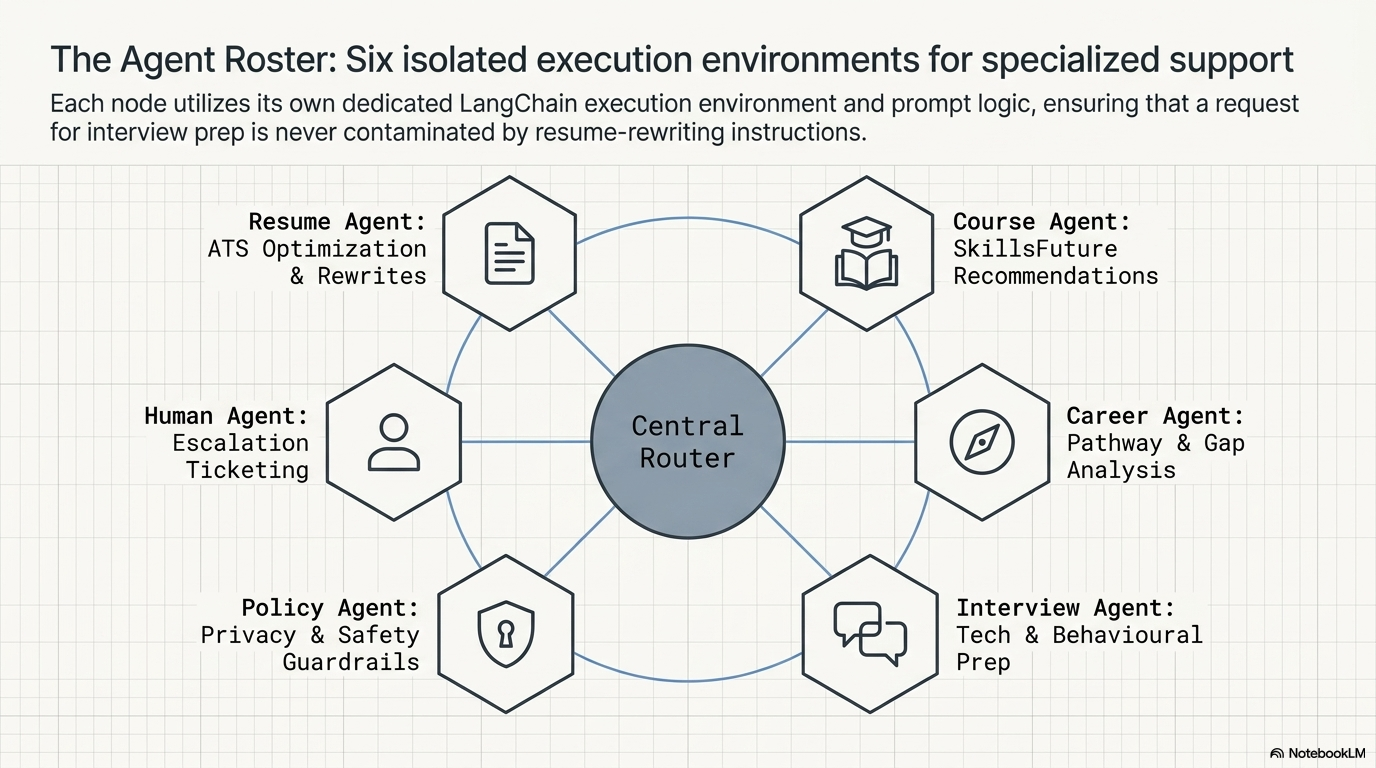 The Agent Roster: Six isolated execution environments for specialized support
Each node utilizes its own dedicated LangChain execution environment and prompt logic, ensuring that a request
for interview prep is never contaminated by resume-rewriting instructions.
Resume Agent:
ATS Optimization
& Rewrites
Course Agent:
SkillsFuture
Recommendations
Human Agent:
Escalation
Ticketing
Central
Router
Career Agent:
Pathway & Gap
Analysis
Policy Agent:
Privacy & Safety
Guardrails
Interview Agent:
Tech & Behavioural
Prep
NotebookLM